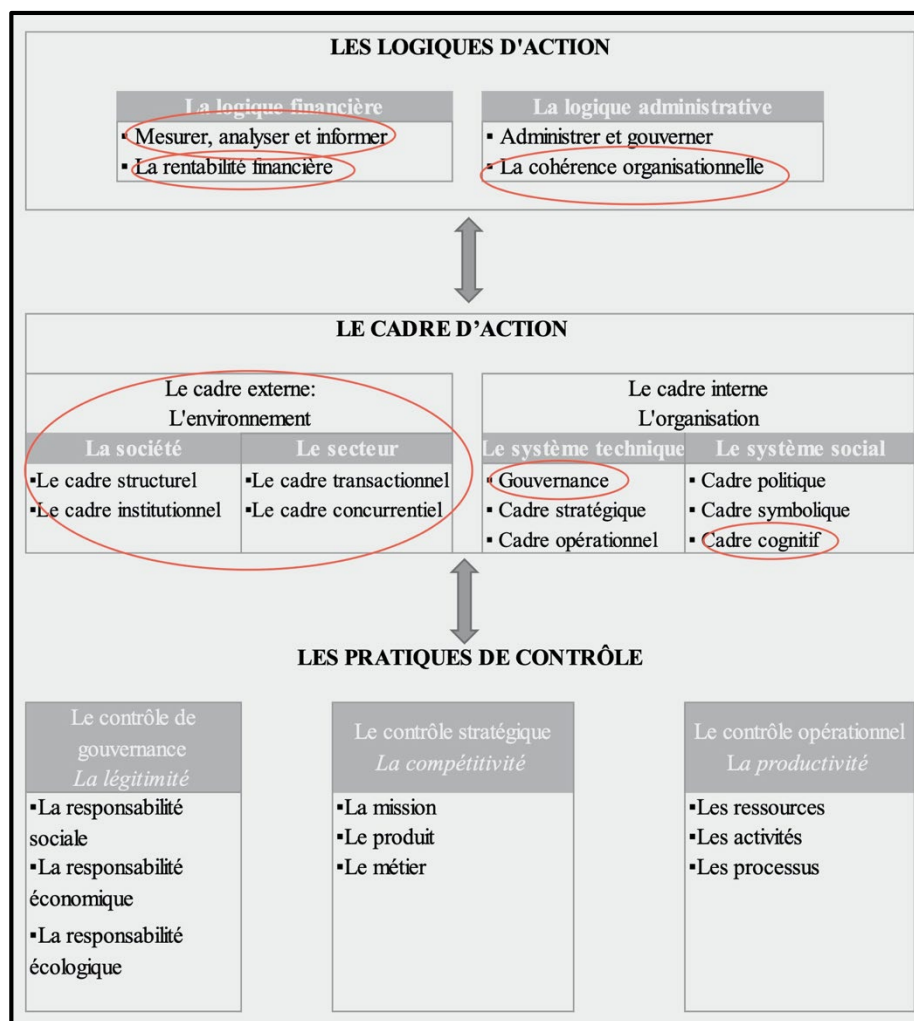 LES LOGIQUES D'ACTION
La logique financière
▪ Mesurer, analyser et informer
▪ La rentabilité financière
La logique administrative
▪ Administrer et gouverner
▪ La cohérence organisationnelle
LE CADRE D’ACTION
Le cadre externe:
L'environnement
La société
▪Le cadre structurel
▪Le cadre institutionnel
Le secteur
▪Le cadre transactionnel
▪ Le cadre concurrentiel
Le cadre interne
L'organisation
Le système technique
▪ Gouvernance
▪ Cadre stratégique
▪ Cadre opérationnel
Le système social
▪ Cadre politique
▪ Cadre symbolique
▪ Cadre cognitif
LES PRATIQUES DE CONTRÔLE
Le contrôle de
gouvernance
La légitimité
▪La responsabilité
sociale
▪La responsabilité
économique
▪La responsabilité
écologique
Le contrôle stratégique
La compétitivité
▪La mission
▪Le produit
▪Le métier
Le contrôle opérationnel
La productivité
▪Les ressources
▪Les activités
▪Les processus